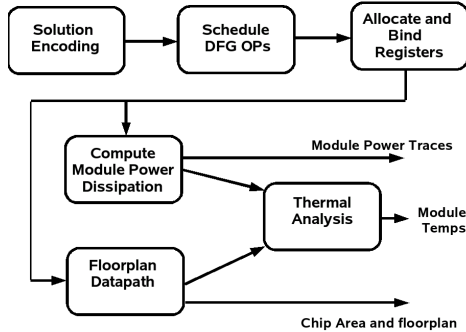 Solution
Encoding
Schedule
DFG OPs
Allocate and
Bind
Registers
Compute
Module Power
Dissipation
Module Power Traces
Thermal
Analysis
Module
Temps
Floorplan
Datapath
Chip Area and floorplan